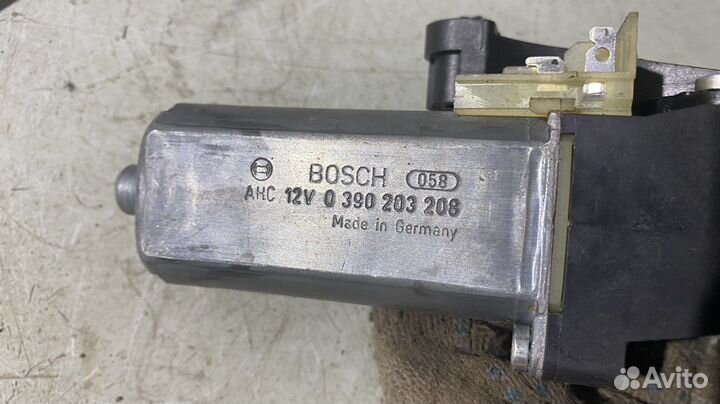 BOSCH 058
AHC 12V 0 390 203 208
Made in Germany
Avito